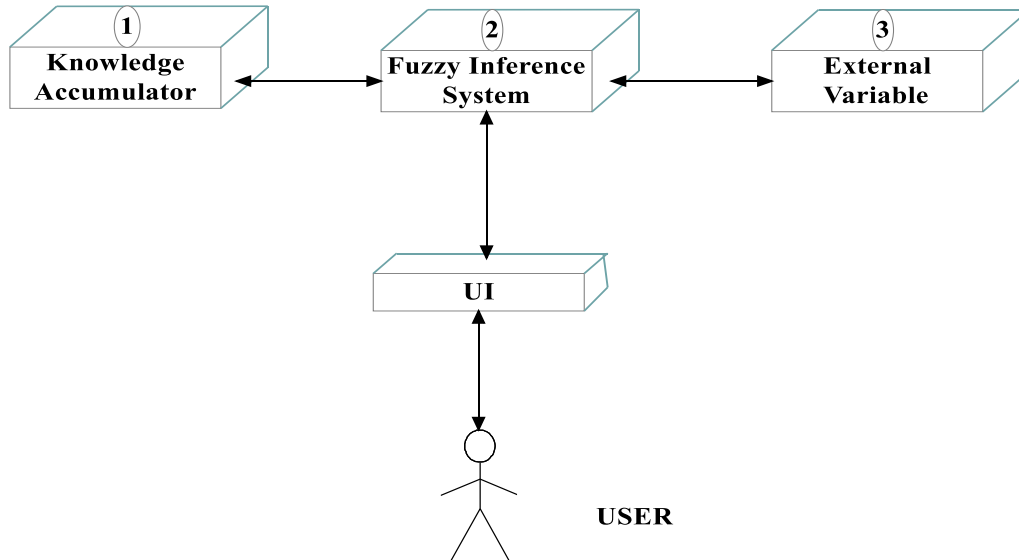 1
Knowledge
Accumulator
2
Fuzzy Inference
System
3
External
Variable
UI
USER